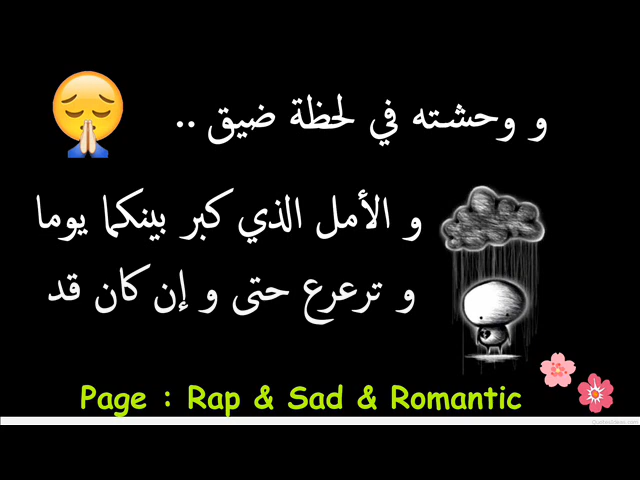 و وحشته في لحظة ضيق ..
و الأمل الذي كبر بينكما يوما
و ترعرع حتى و إن كان قد
Page : Rap & Sad & Romantic